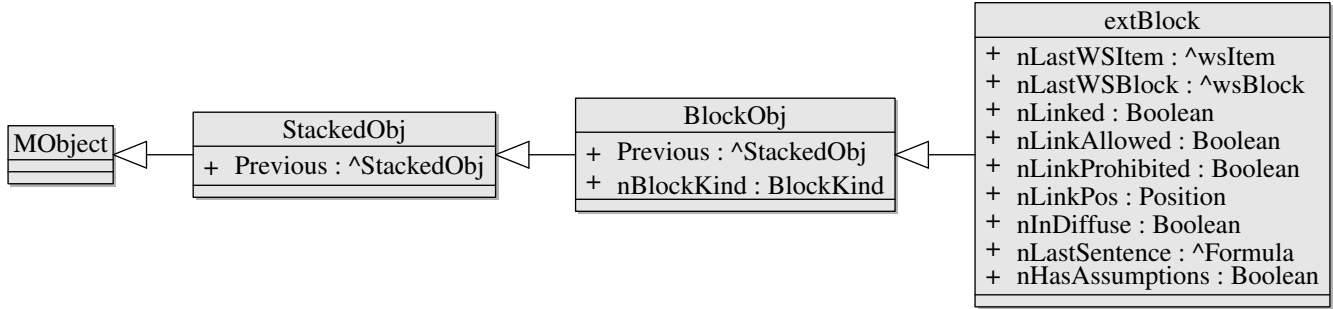 MObject
StackedObj
+ Previous : ^StackedObj
BlockObj
+ Previous : ^StackedObj
+ nBlockKind : BlockKind
extBlock
+ nLastWSItem : ^wsItem
+ nLastWSBlock : ^wsBlock
+ nLinked : Boolean
+ nLinkAllowed : Boolean
+ nLinkProhibited : Boolean
+ nLinkPos : Position
+ nInDiffuse : Boolean
+ nLastSentence : ^Formula
+ nHasAssumptions : Boolean